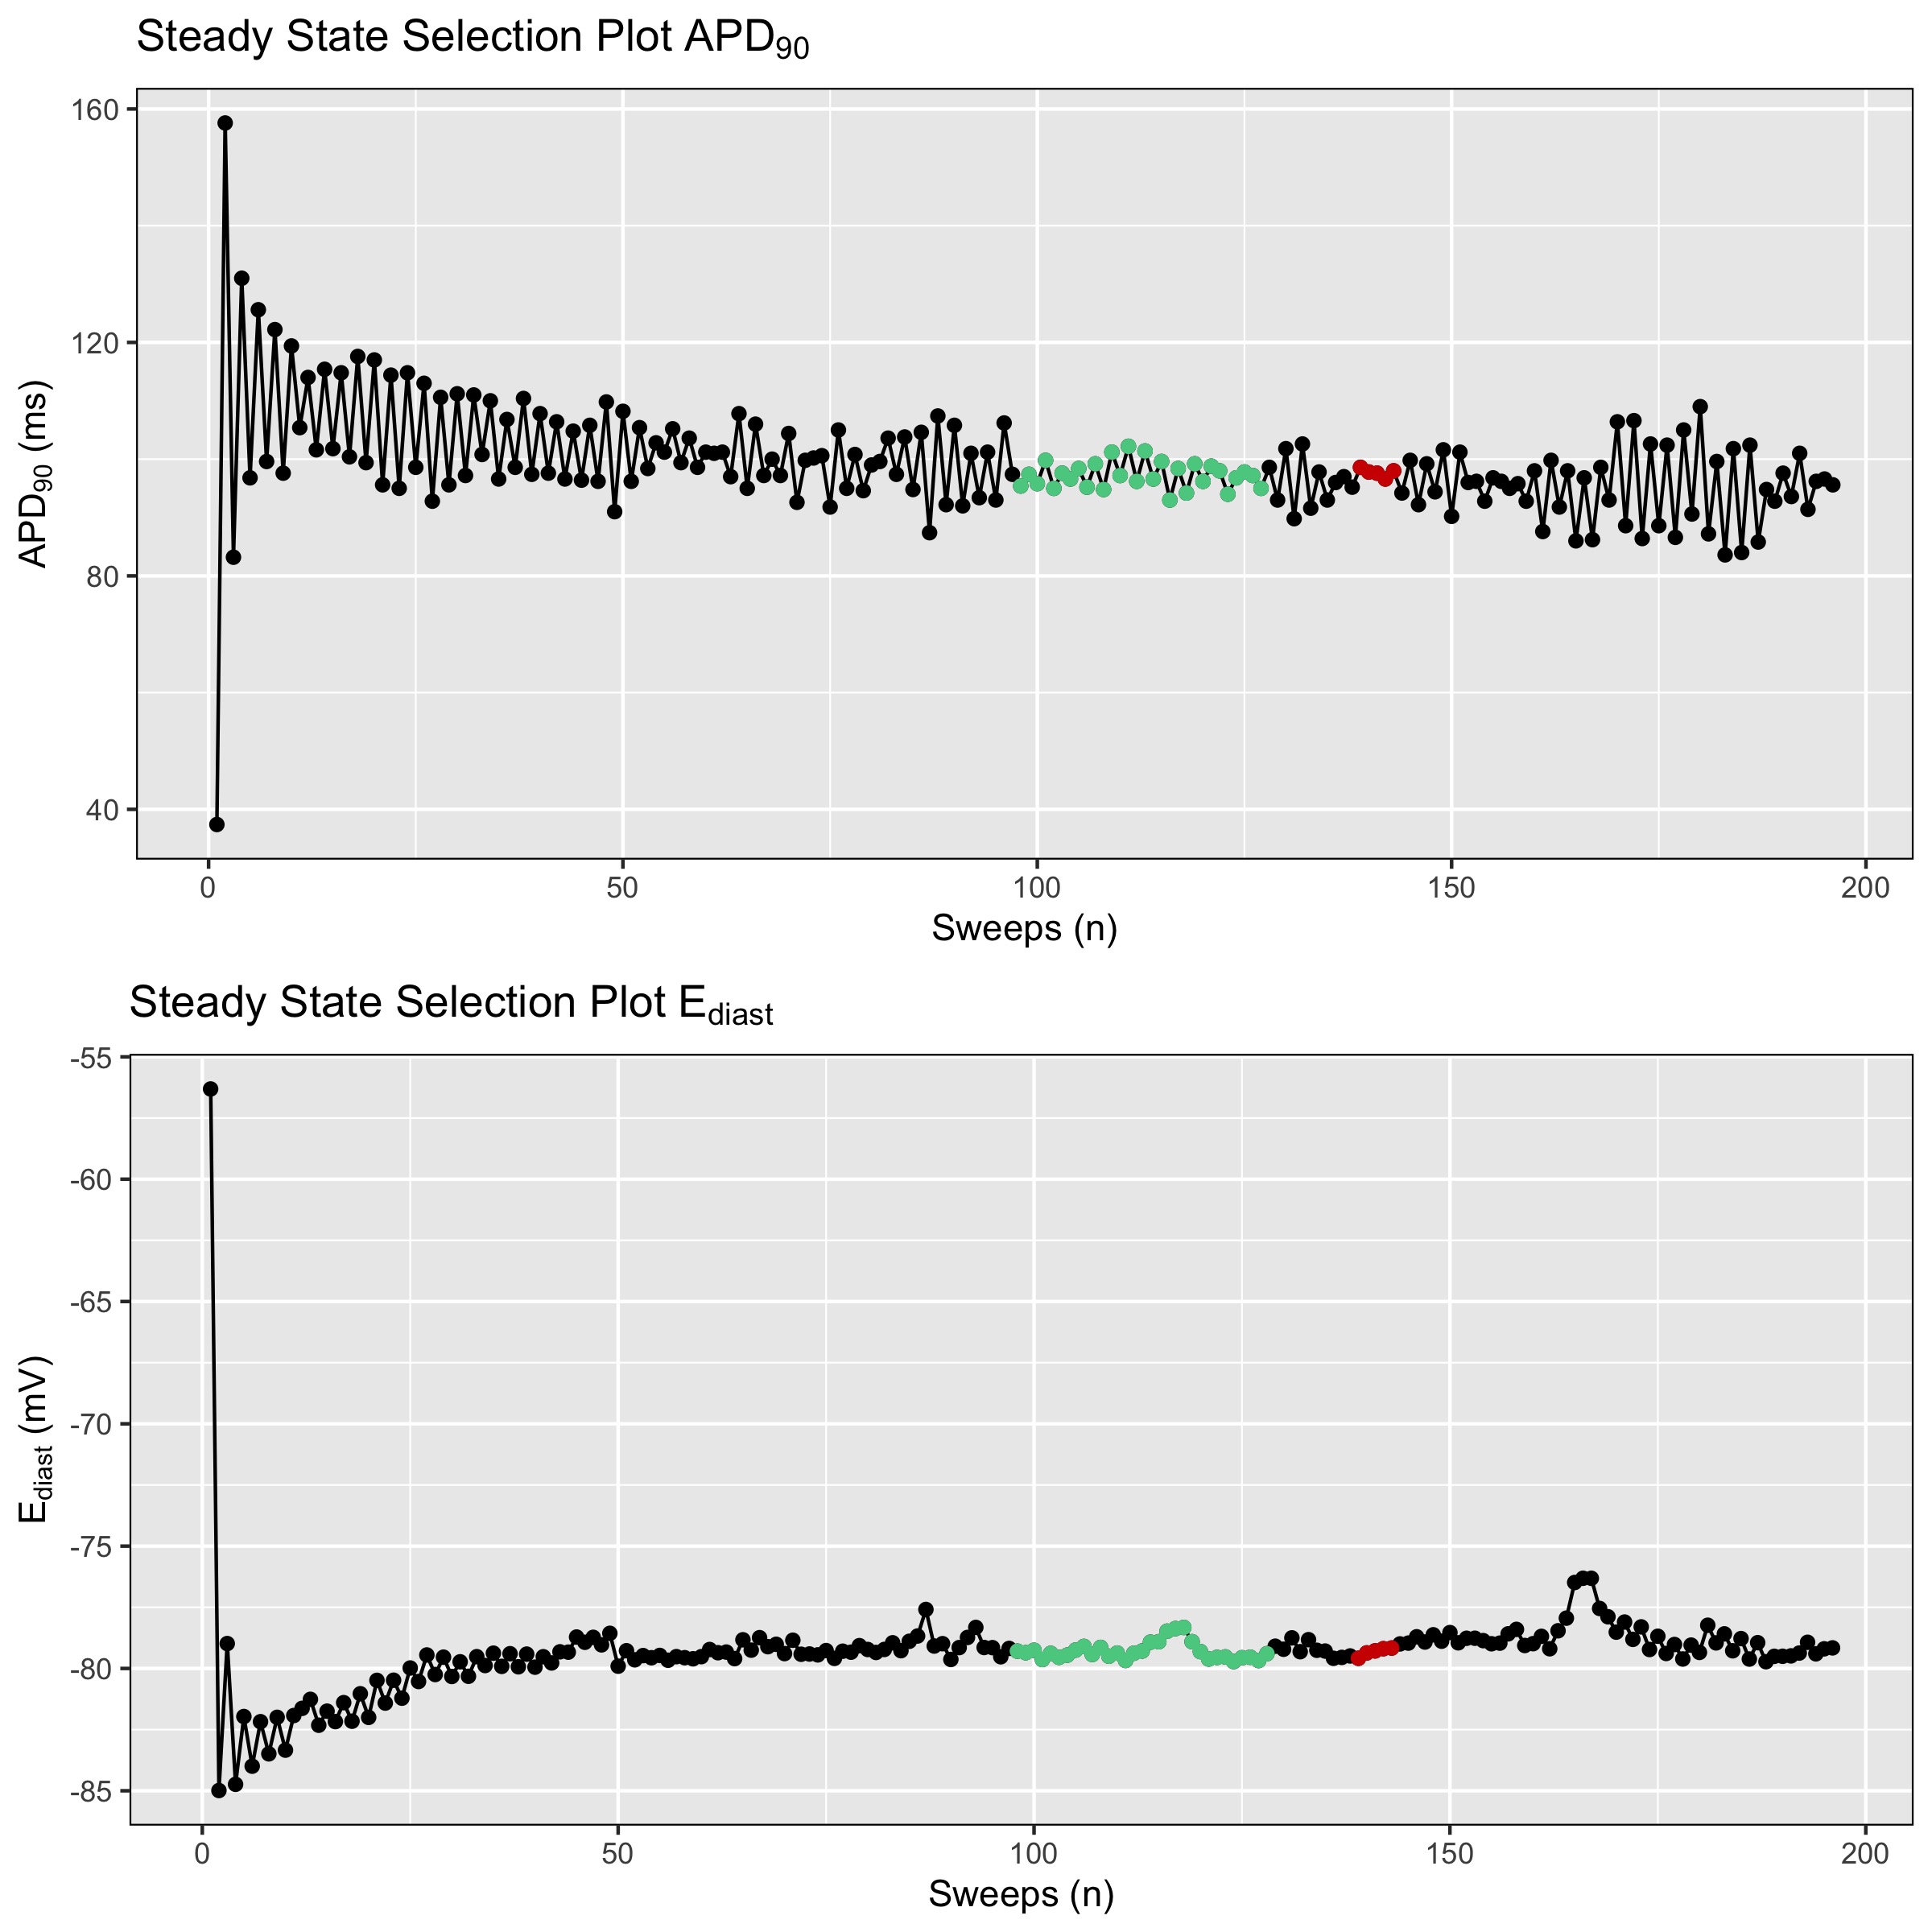 Steady State Selection Plot APD90
160
120
80
40
APD90 (ms)
0 50 100 150 200
Sweeps (n)
Steady State Selection Plot Ediast
-55
-60
-65
-70
-75
-80
-85
Ediast (mV)
0 50 100 150 200
Sweeps (n)